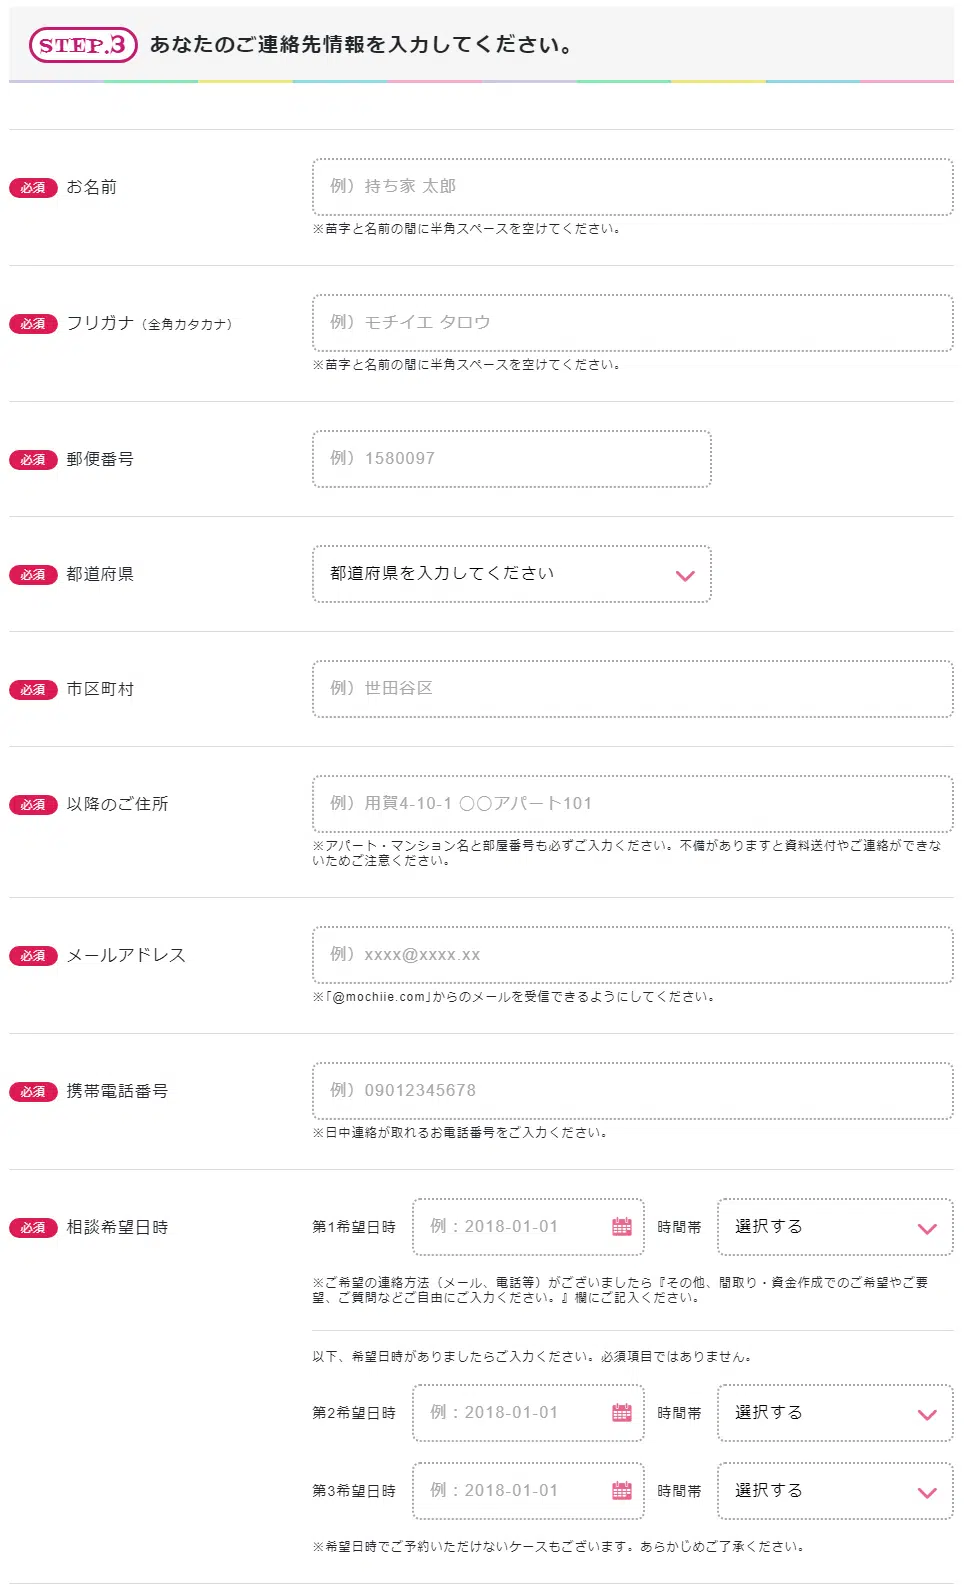 STEP.3 あなたのご連絡先情報を入力してください。
必須 お名前 例）持ち家 太郎
※苗字と名前の間に半角スペースを空けてください。
必須 フリガナ（全角カタカナ） 例）モチイエ タロウ
※苗字と名前の間に半角スペースを空けてください。
必須 郵便番号 例）1580097
必須 都道府県 都道府県を入力してください
必須 市区町村 例）世田谷区
必須 以降のご住所 例）用賀4-10-1 〇〇アパート101
※アパート・マンション名と部屋番号も必ずご入力ください。不備がありますと資料送付やご連絡ができな
いためご注意ください。
必須 メールアドレス 例）xxxx@xxxx.xx
※「@mochiie.com」からのメールを受信できるようにしてください。
必須 携帯電話番号 例）09012345678
※日中連絡が取れるお電話番号をご入力ください。
必須 相談希望日時 第1希望日時 例：2018-01-01 時間帯 選択する
※ご希望の連絡方法（メール、電話等）がございましたら『その他、間取り・資金作成でのご希望やご要
望、ご質問などご自由にご入力ください。』欄にご記入ください。
以下、希望日時がありましたらご入力ください。必須項目ではありません。
第2希望日時 例：2018-01-01 時間帯 選択する
第3希望日時 例：2018-01-01 時間帯 選択する
※希望日時でご予約いただけないケースもございます。あらかじめご了承ください。